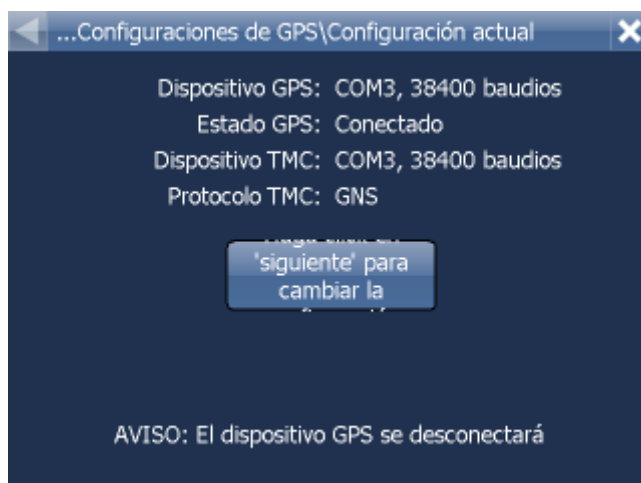 ...Configuraciones de GPS\Configuración actual
Dispositivo GPS: COM3, 38400 baudios
Estado GPS: Conectado
Dispositivo TMC: COM3, 38400 baudios
Protocolo TMC: GNS
'siguiente' para
cambiar la
AVISO: El dispositivo GPS se desconectará